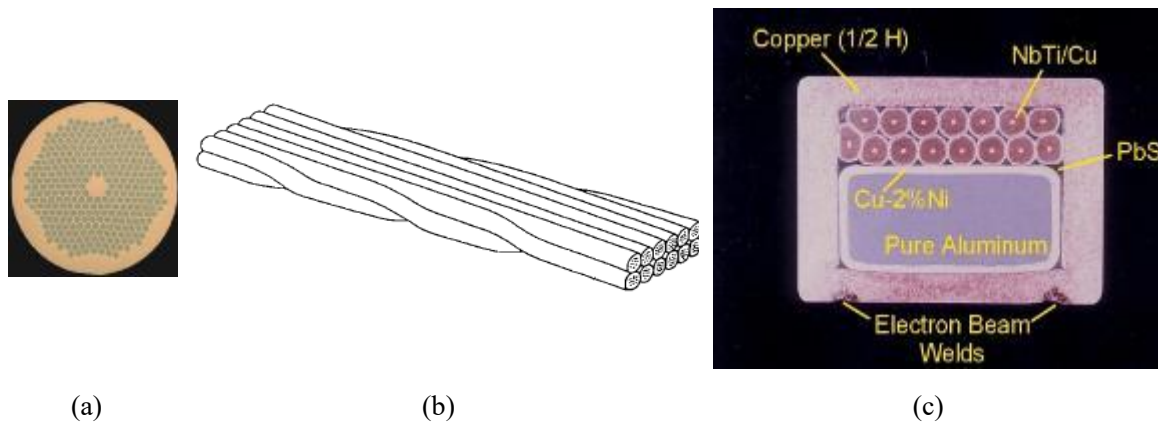 Copper (1/2 H)
NbTi/Cu
PbS
Cu-2%Ni
Pure Aluminum
Electron Beam
Welds
(a)
(b)
(c)